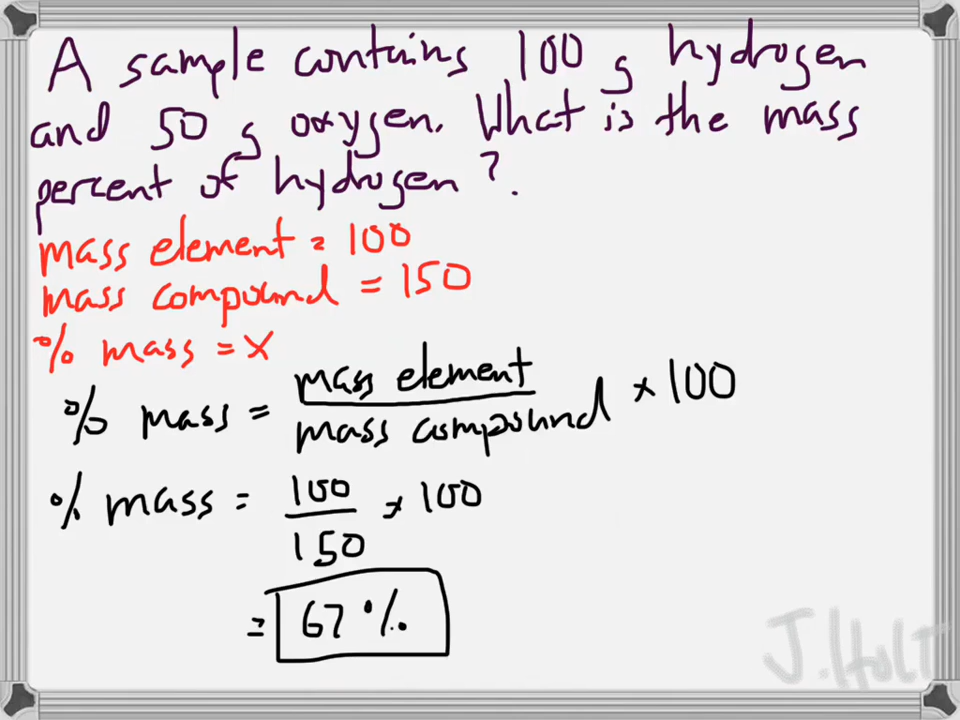 A sample contains 100 g hydrogen
and 50 g oxygen. What is the mass
percent of hydrogen?
mass element = 100
mass compound = 150
% mass = x
% mass = mass element / mass compound × 100
% mass = 100 / 150 × 100
= 67%
J. Holt